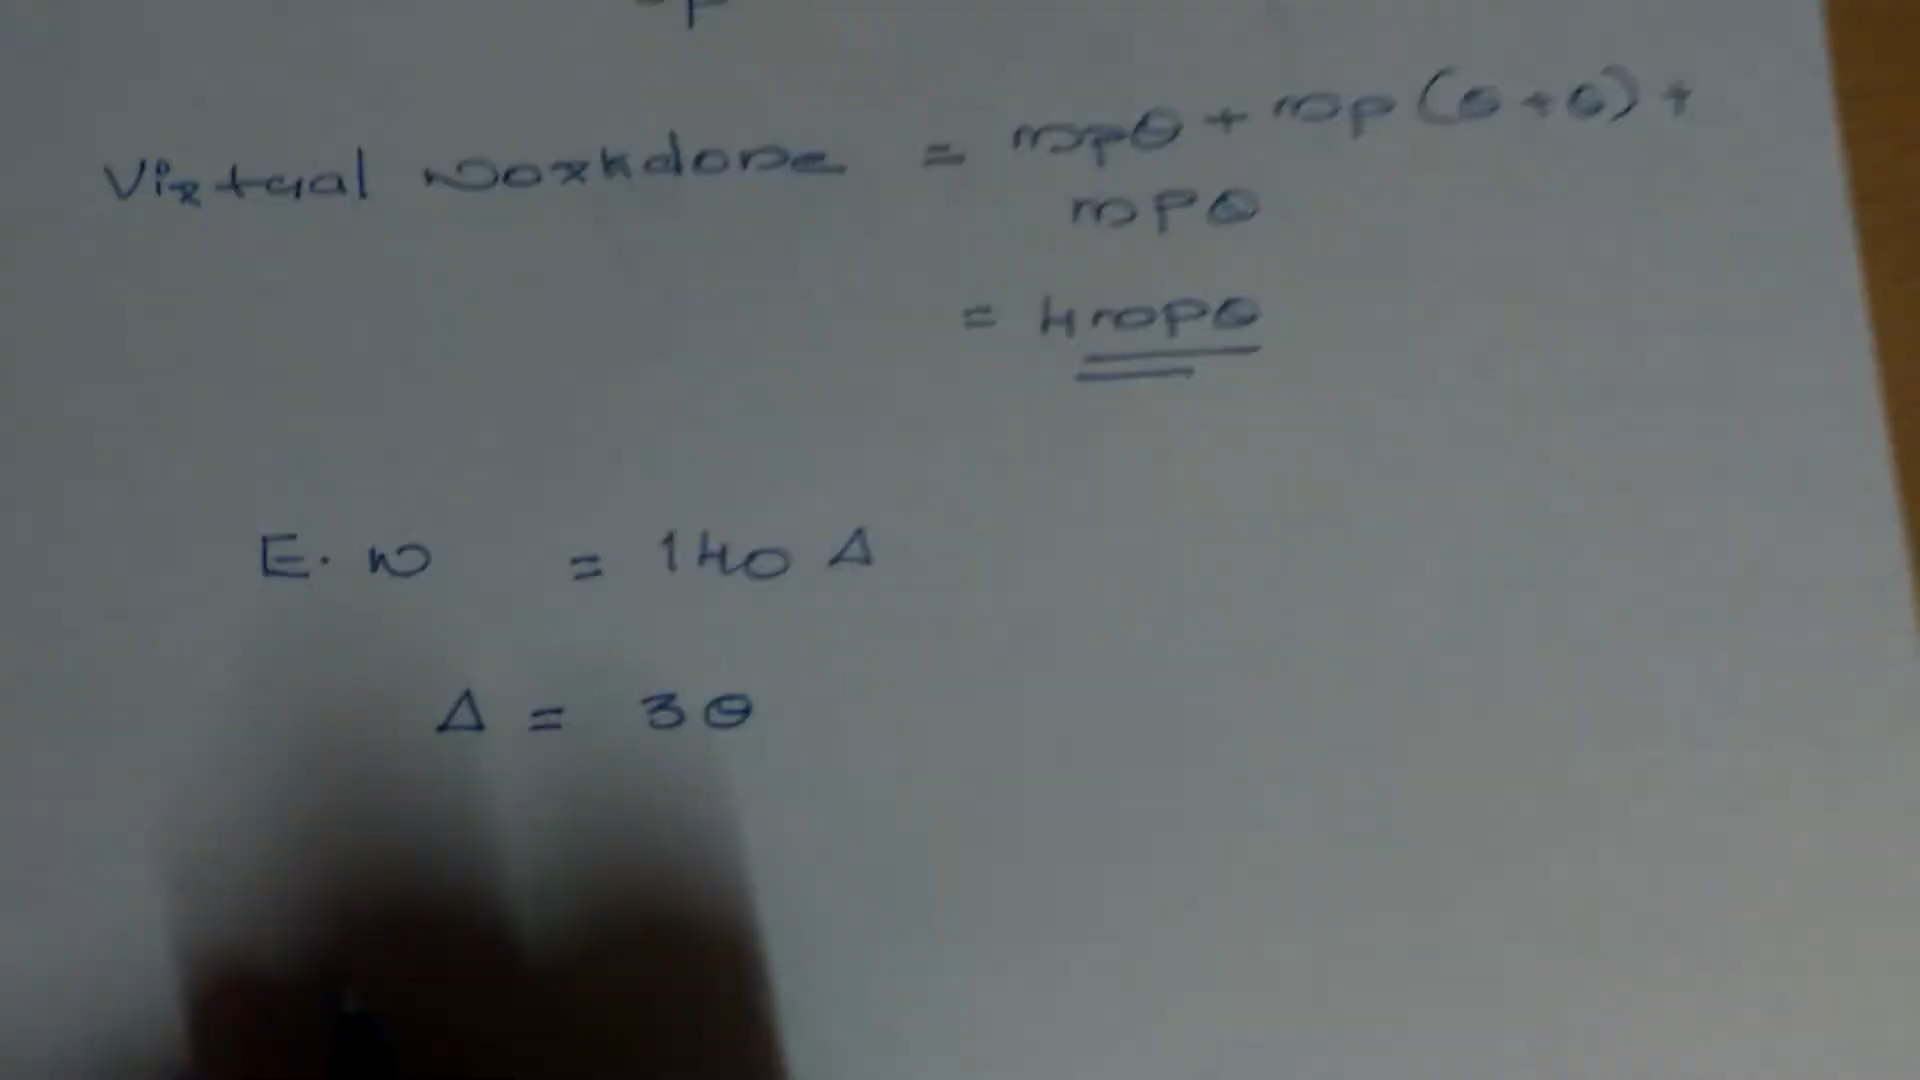 Virtual workdone = mpθ + mp(θ+θ) +
mpθ
= 4mpθ
E.W = 140 Δ
Δ = 3θ